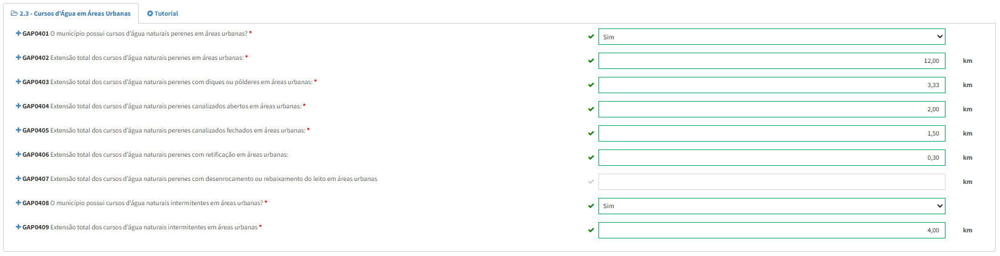 2.3 - Cursos d'Água em Áreas Urbanas Tutorial
GAP0401 O município possui cursos d’água naturais perenes em áreas urbanas? * Sim
GAP0402 Extensão total dos cursos d’água naturais perenes em áreas urbanas: * 12,00 km
GAP0403 Extensão total dos cursos d’água naturais perenes com diques ou pôlderes em áreas urbanas: * 3,33 km
GAP0404 Extensão total dos cursos d’água naturais perenes canalizados abertos em áreas urbanas: * 2,00 km
GAP0405 Extensão total dos cursos d’água naturais perenes canalizados fechados em áreas urbanas: * 1,50 km
GAP0406 Extensão total dos cursos d’água naturais perenes com retificação em áreas urbanas: 0,30 km
GAP0407 Extensão total dos cursos d’água naturais perenes com desenrocamento ou rebaixamento do leito em áreas urbanas km
GAP0408 O município possui cursos d’água naturais intermitentes em áreas urbanas? * Sim
GAP0409 Extensão total dos cursos d’água naturais intermitentes em áreas urbanas * 4,00 km